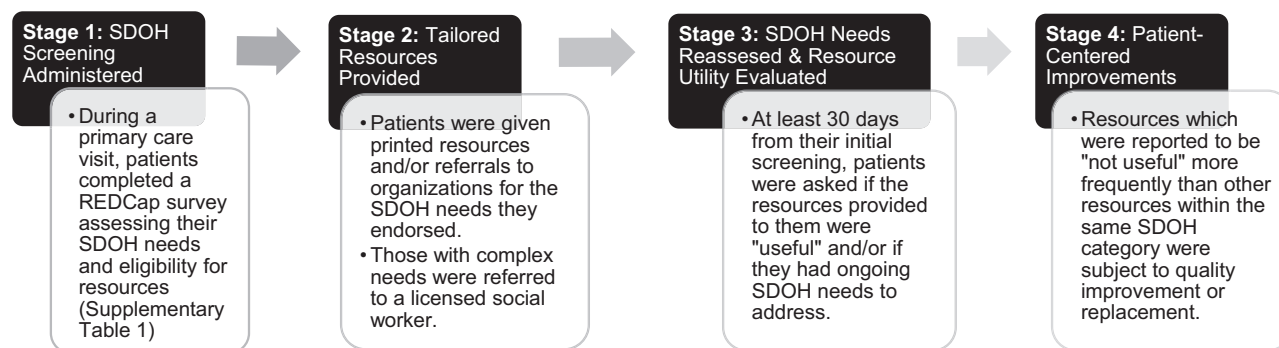 Stage 1: SDOH
Screening
Administered
• During a
primary care
visit, patients
completed a
REDCap survey
assessing their
SDOH needs
and eligibility for
resources
(Supplementary
Table 1)
Stage 2: Tailored
Resources
Provided
• Patients were given
printed resources
and/or referrals to
organizations for the
SDOH needs they
endorsed.
• Those with complex
needs were referred
to a licensed social
worker.
Stage 3: SDOH Needs
Reassesed & Resource
Utility Evaluated
• At least 30 days
from their initial
screening, patients
were asked if the
resources provided
to them were
"useful" and/or if
they had ongoing
SDOH needs to
address.
Stage 4: Patient-
Centered
Improvements
• Resources which
were reported to be
"not useful" more
frequently than other
resources within the
same SDOH
category were
subject to quality
improvement or
replacement.